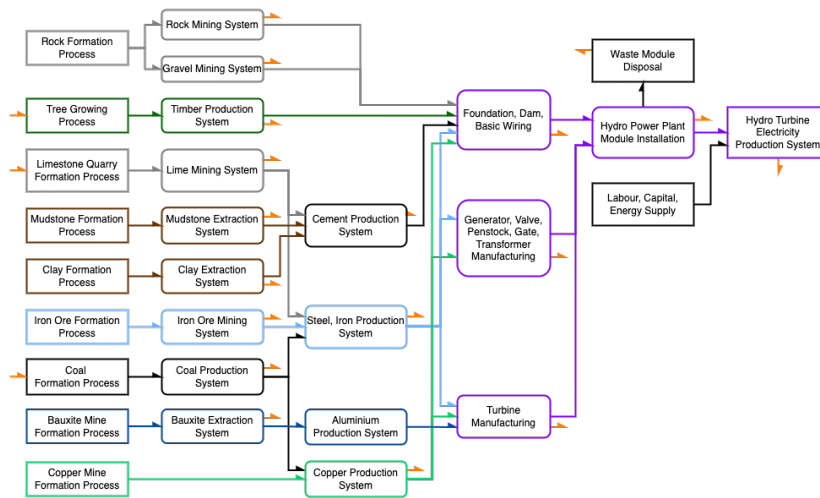 Rock Mining System
Rock Formation
Process
Gravel Mining System
Waste Module
Disposal
Tree Growing
Process
Timber Production
System
Foundation, Dam,
Basic Wiring
Hydro Power Plant
Module Installation
Hydro Turbine
Electricity
Production System
Limestone Quarry
Formation Process
Lime Mining System
Labour, Capital,
Energy Supply
Mudstone Formation
Process
Mudstone Extraction
System
Cement Production
System
Generator, Valve,
Penstock, Gate,
Transformer
Manufacturing
Clay Formation
Process
Clay Extraction
System
Iron Ore Formation
Process
Iron Ore Mining
System
Steel, Iron Production
System
Coal
Formation Process
Coal Production
System
Bauxite Mine
Formation Process
Bauxite Extraction
System
Aluminium
Production System
Turbine
Manufacturing
Copper Mine
Formation Process
Copper Production
System